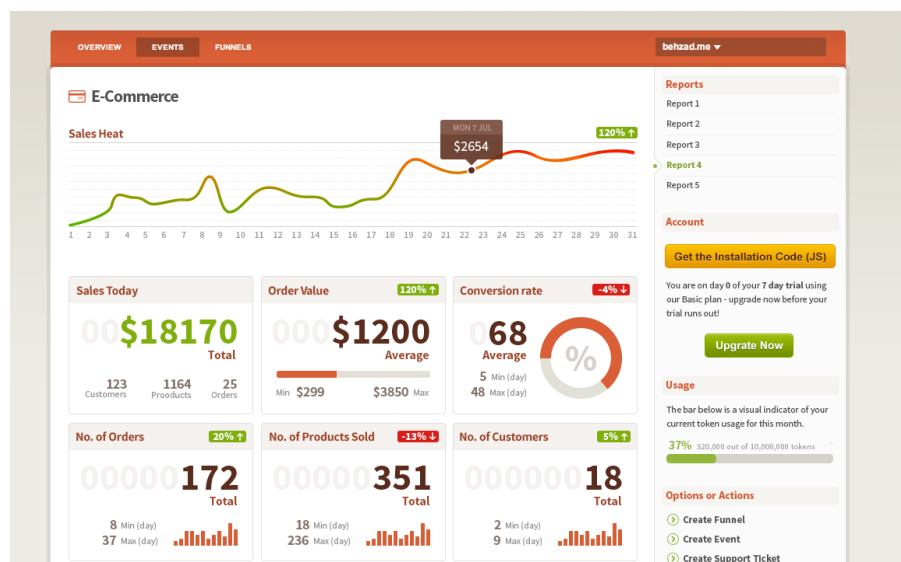 OVERVIEW EVENTS FUNNELS behzad.me
E-Commerce
Sales Heat
120%
MON 7 JUL
$2654
1 2 3 4 5 6 7 8 9 10 11 12 13 14 15 16 17 18 19 20 21 22 23 24 25 26 27 28 29 30 31
Sales Today
00$18170
Total
123 1164 25
Customers Prooducts Orders
Order Value 120%
000$1200
Average
Min $299 $3850 Max
Conversion rate -4%
068
Average
5 Min (day)
48 Max (day)
%
No. of Orders 20%
00000172
Total
8 Min (day)
37 Max (day)
No. of Products Sold -13%
00000351
Total
18 Min (day)
236 Max (day)
No. of Customers 5%
00000018
Total
2 Min (day)
9 Max (day)
Reports
Report 1
Report 2
Report 3
Report 4
Report 5
Account
Get the Installation Code (JS)
You are on day 0 of your 7 day trial using
our Basic plan - upgrade now before your
trial runs out!
Upgrate Now
Usage
The bar below is a visual indicator of your
current token usage for this month.
37% 320,000 out of 10,000,000 tokens
Options or Actions
Create Funnel
Create Event
Create Support Ticket